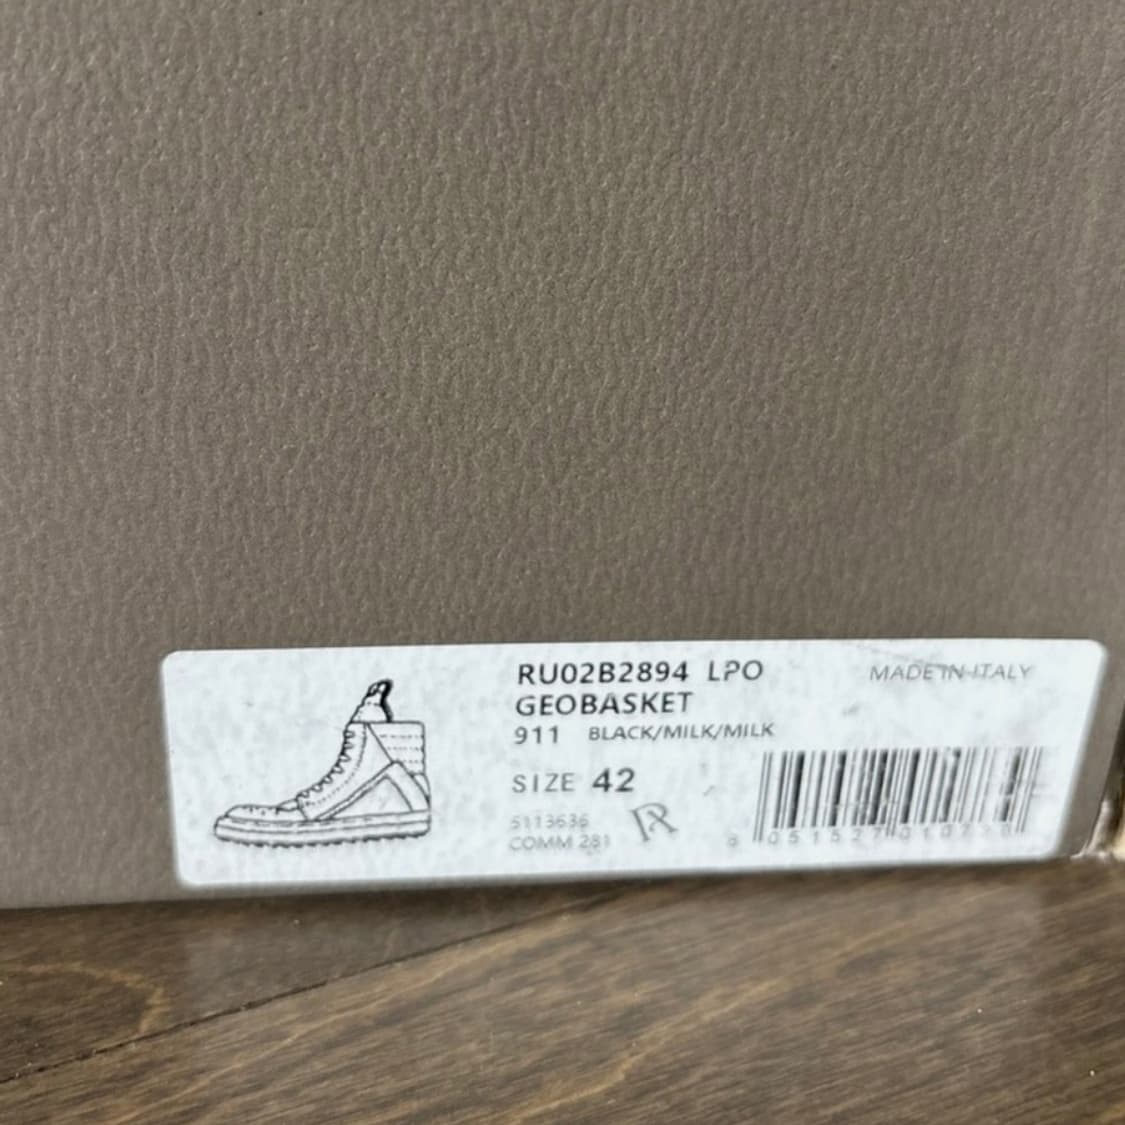 RU02B2894 LPO
MADE IN ITALY
GEOBASKET
911 BLACK/MILK/MILK
SIZE 42
5113636
COMM 281